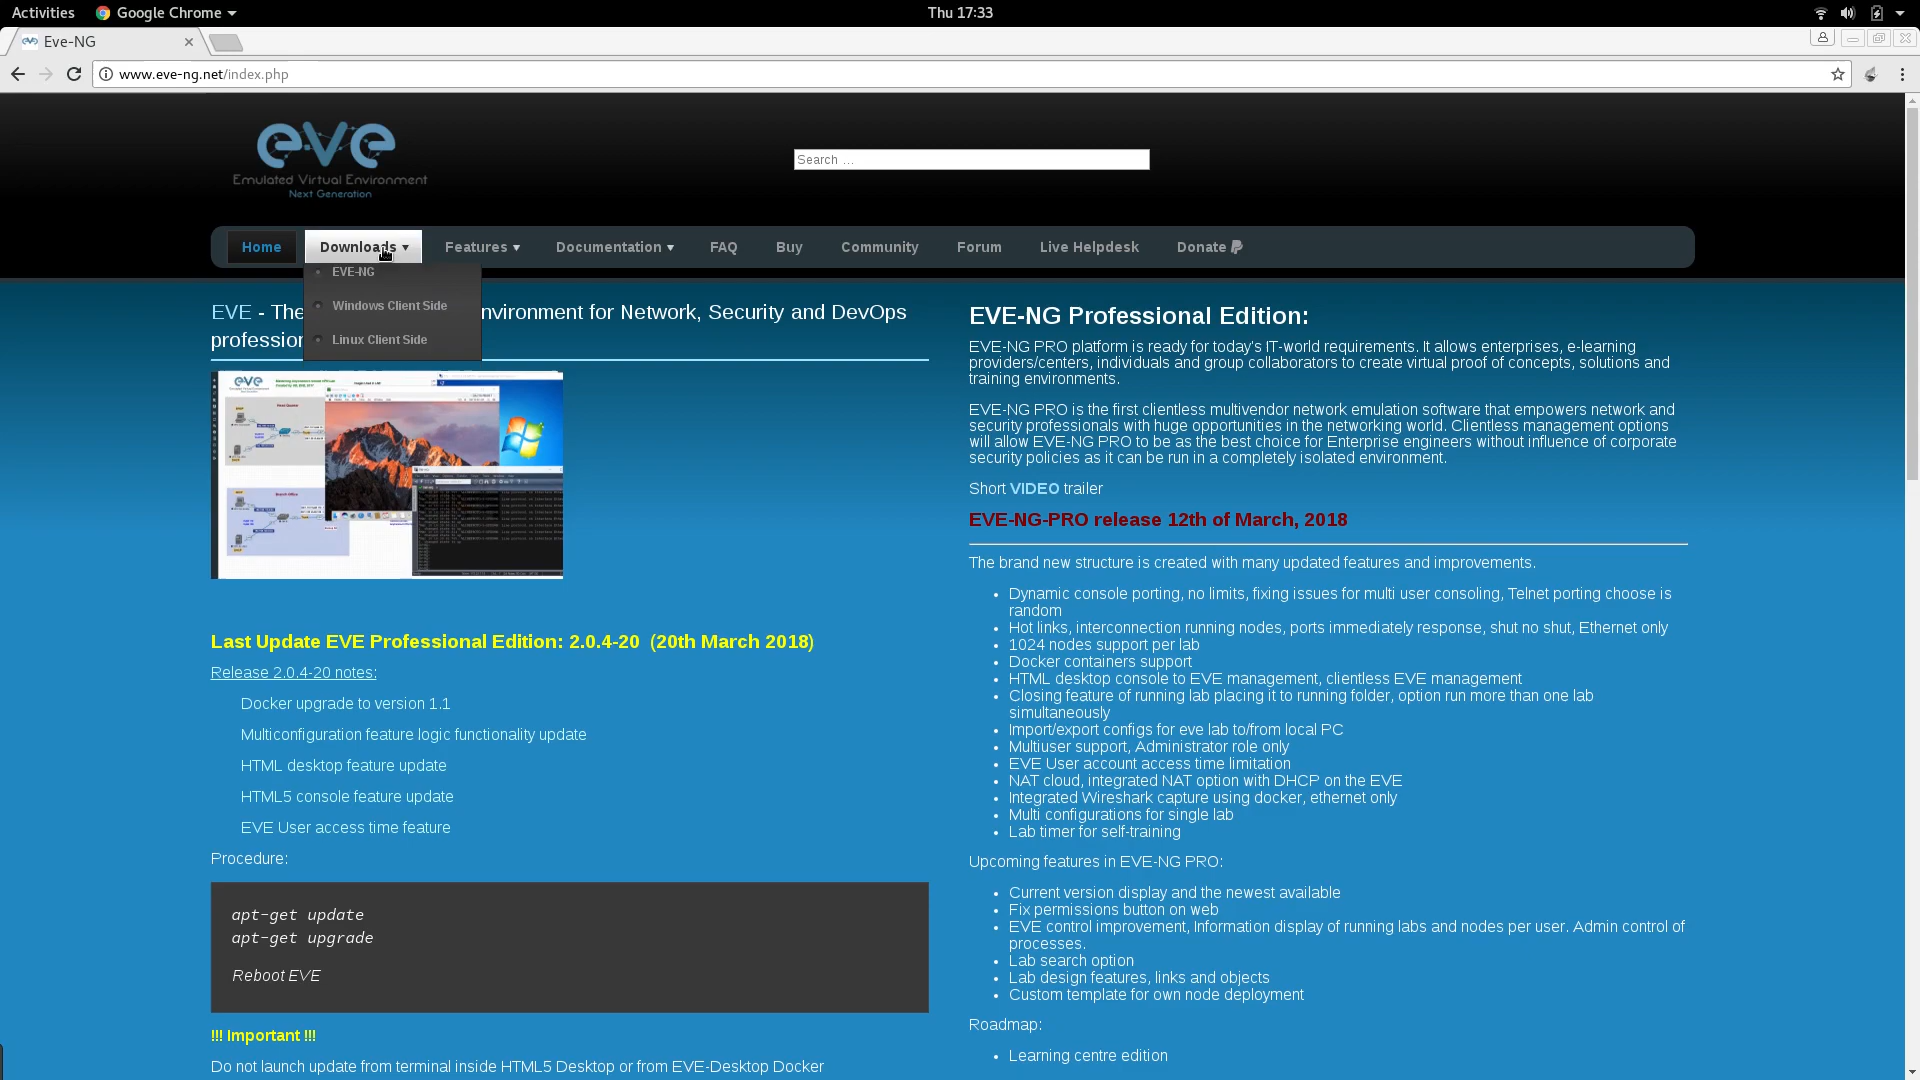 Activities
Google Chrome
Thu 17:33
Eve-NG
www.eve-ng.net/index.php
eve
Emulated Virtual Environment
Next Generation
Search ...
Home
Downloads
Features
Documentation
FAQ
Buy
Community
Forum
Live Helpdesk
Donate
EVE-NG
Windows Client Side
Linux Client Side
EVE - The
nvironment for Network, Security and DevOps
profession
Last Update EVE Professional Edition: 2.0.4-20 (20th March 2018)
Release 2.0.4-20 notes:
Docker upgrade to version 1.1
Multiconfiguration feature logic functionality update
HTML desktop feature update
HTML5 console feature update
EVE User access time feature
Procedure:
apt-get update
apt-get upgrade
Reboot EVE
!!! Important !!!
Do not launch update from terminal inside HTML5 Desktop or from EVE-Desktop Docker
EVE-NG Professional Edition:
EVE-NG PRO platform is ready for today's IT-world requirements. It allows enterprises, e-learning
providers/centers, individuals and group collaborators to create virtual proof of concepts, solutions and
training environments.
EVE-NG PRO is the first clientless multivendor network emulation software that empowers network and
security professionals with huge opportunities in the networking world. Clientless management options
will allow EVE-NG PRO to be as the best choice for Enterprise engineers without influence of corporate
security policies as it can be run in a completely isolated environment.
Short VIDEO trailer
EVE-NG-PRO release 12th of March, 2018
The brand new structure is created with many updated features and improvements.
Dynamic console porting, no limits, fixing issues for multi user consoling, Telnet porting choose is
random
Hot links, interconnection running nodes, ports immediately response, shut no shut, Ethernet only
1024 nodes support per lab
Docker containers support
HTML desktop console to EVE management, clientless EVE management
Closing feature of running lab placing it to running folder, option run more than one lab
simultaneously
Import/export configs for eve lab to/from local PC
Multiuser support, Administrator role only
EVE User account access time limitation
NAT cloud, integrated NAT option with DHCP on the EVE
Integrated Wireshark capture using docker, ethernet only
Multi configurations for single lab
Lab timer for self-training
Upcoming features in EVE-NG PRO:
Current version display and the newest available
Fix permissions button on web
EVE control improvement, Information display of running labs and nodes per user. Admin control of
processes.
Lab search option
Lab design features, links and objects
Custom template for own node deployment
Roadmap:
Learning centre edition